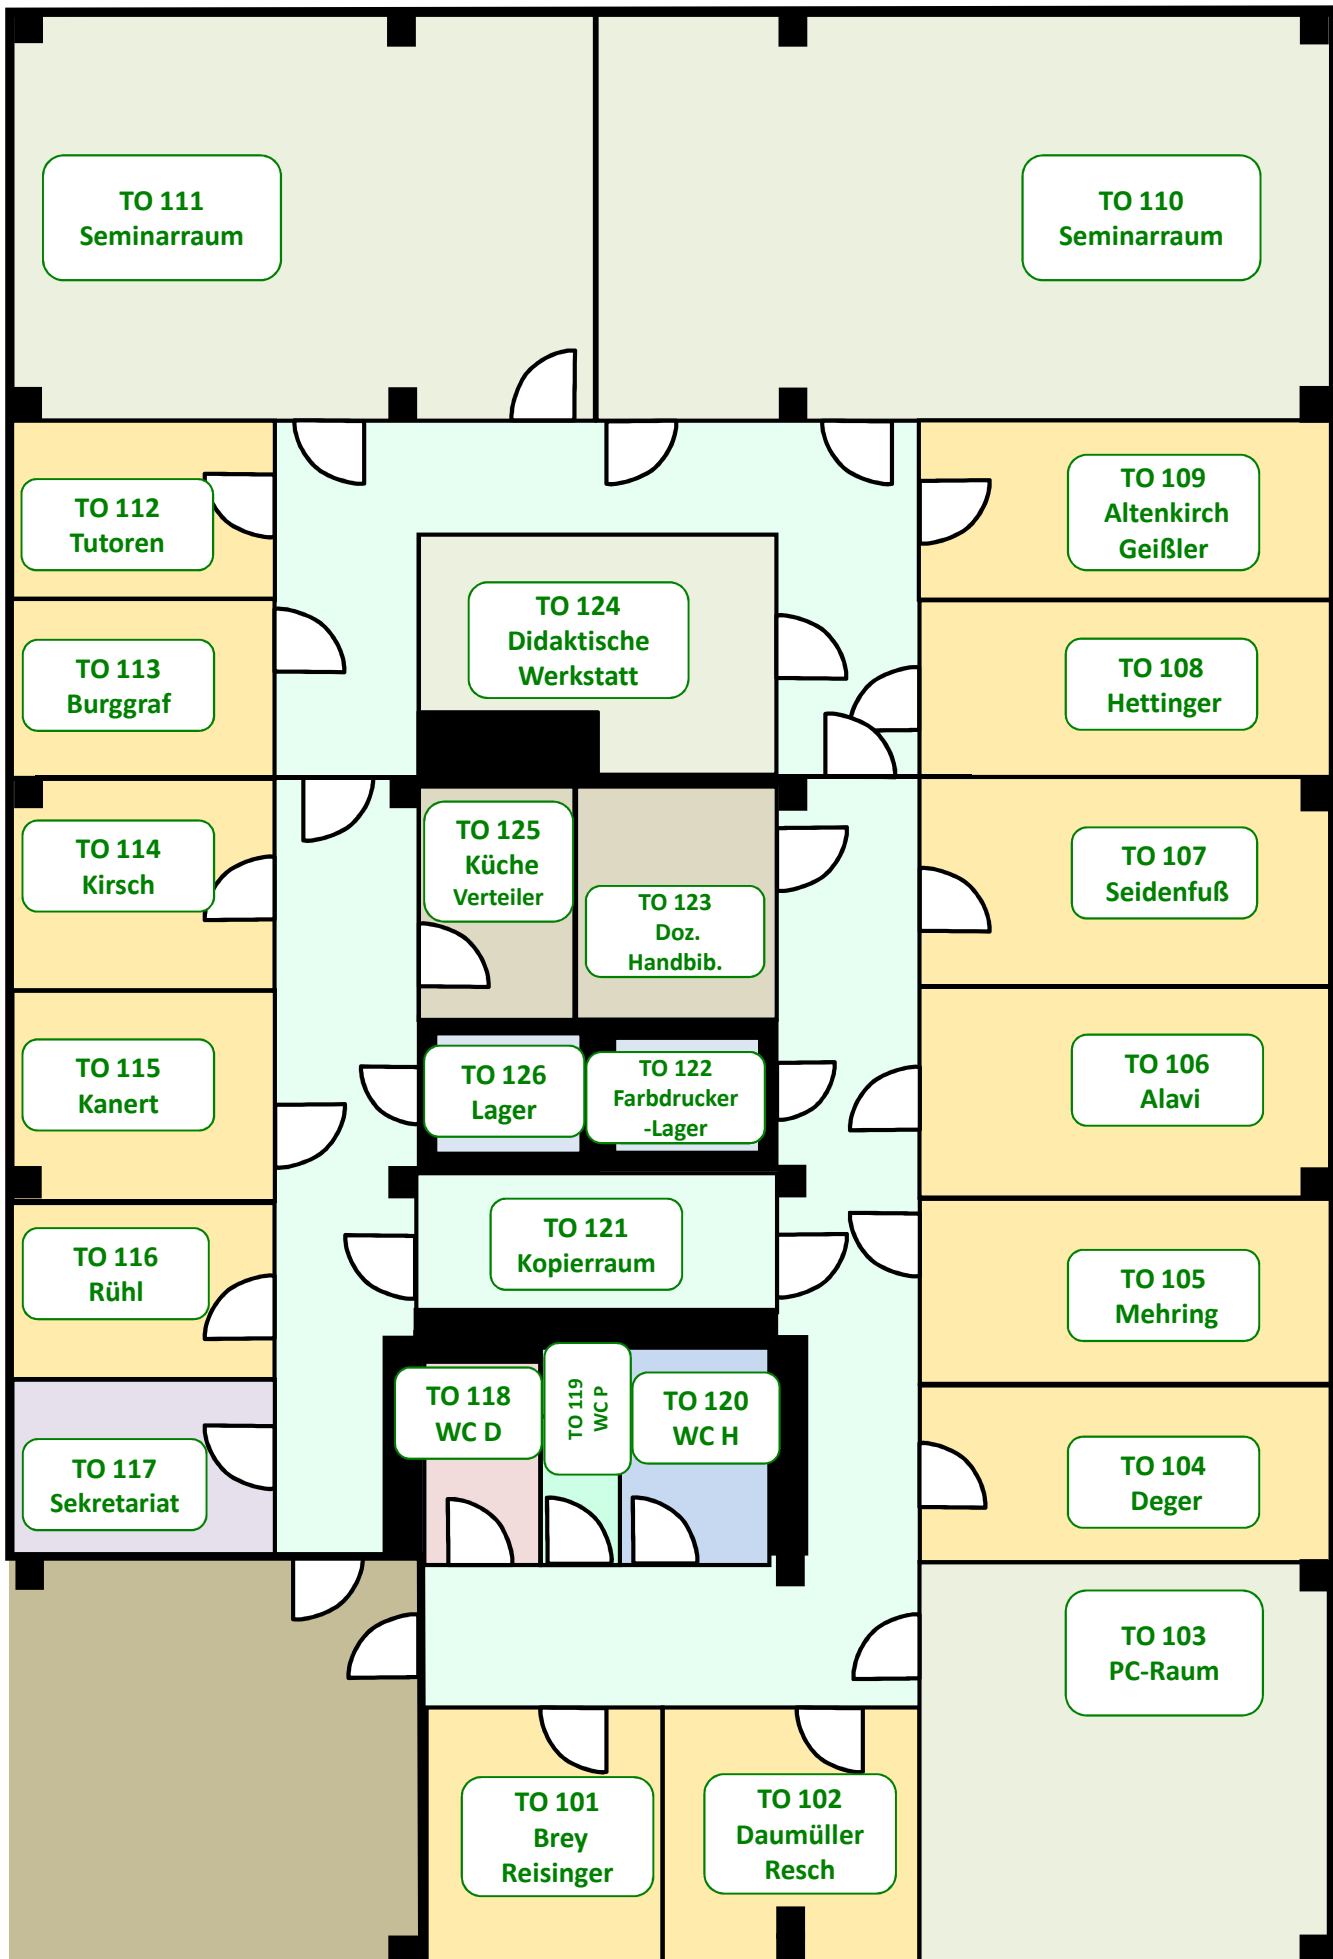 TO 111
Seminarraum
TO 110
Seminarraum
TO 112
Tutoren
TO 109
Altenkirch
Geißler
TO 124
Didaktische
Werkstatt
TO 113
Burggraf
TO 108
Hettinger
TO 114
Kirsch
TO 125
Küche
Verteiler
TO 123
Doz.
Handbib.
TO 107
Seidenfuß
TO 115
Kanert
TO 126
Lager
TO 122
Farbdrucker
-Lager
TO 106
Alavi
TO 116
Rühl
TO 121
Kopierraum
TO 105
Mehring
TO 117
Sekretariat
TO 118
WC D
TO 119
WC P
TO 120
WC H
TO 104
Deger
TO 103
PC-Raum
TO 101
Brey
Reisinger
TO 102
Daumüller
Resch